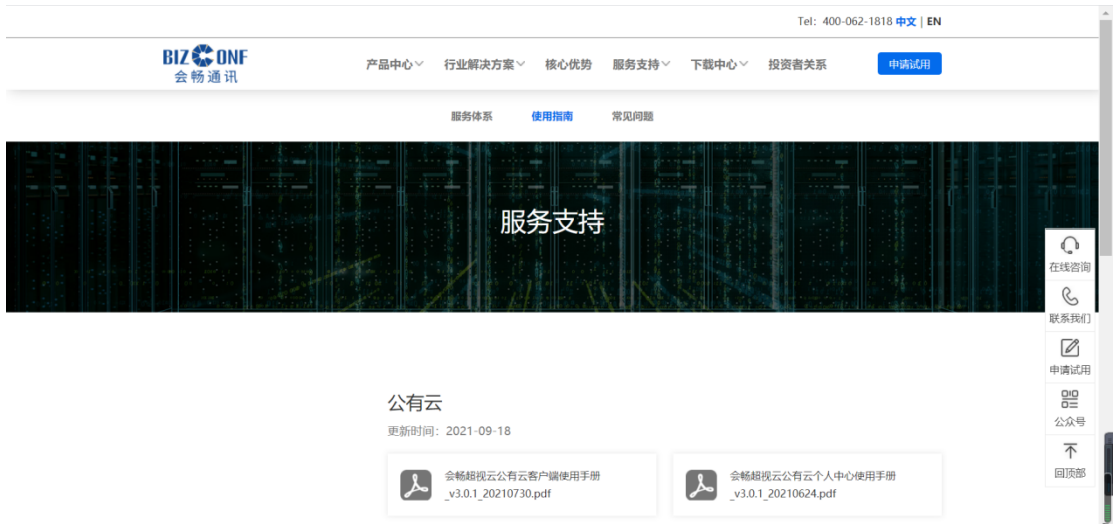 Tel: 400-062-1818 中文 | EN
BIZ CONF
会畅通讯
产品中心 行业解决方案 核心优势 服务支持 下载中心 投资者关系 申请试用
服务体系 使用指南 常见问题
服务支持
在线咨询
联系我们
申请试用
公众号
回顶部
公有云
更新时间: 2021-09-18
会畅超视云公有云客户端使用手册
_v3.0.1_20210730.pdf
会畅超视云公有云个人中心使用手册
_v3.0.1_20210624.pdf